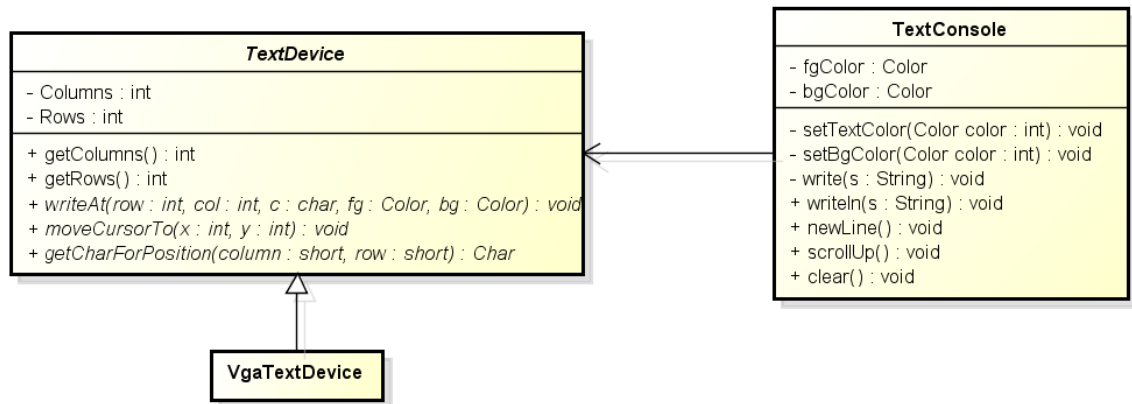 TextDevice
- Columns : int
- Rows : int
+ getColumns() : int
+ getRows() : int
+ writeAt(row : int, col : int, c : char, fg : Color, bg : Color) : void
+ moveCursorTo(x : int, y : int) : void
+ getCharForPosition(column : short, row : short) : Char
VgaTextDevice
TextConsole
- fgColor : Color
- bgColor : Color
- setTextColor(Color color : int) : void
- setBgColor(Color color : int) : void
- write(s : String) : void
+ writeln(s : String) : void
+ newLine() : void
+ scrollUp() : void
+ clear() : void